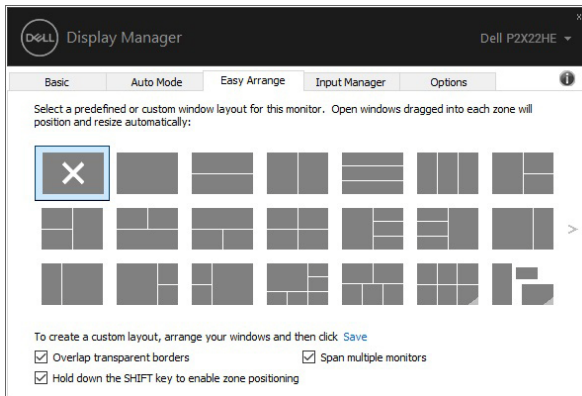 DELL Display Manager
Dell P2X22HE
Basic Auto Mode Easy Arrange Input Manager Options
Select a predefined or custom window layout for this monitor. Open windows dragged into each zone will
position and resize automatically:
To create a custom layout, arrange your windows and then click Save
Overlap transparent borders
Span multiple monitors
Hold down the SHIFT key to enable zone positioning